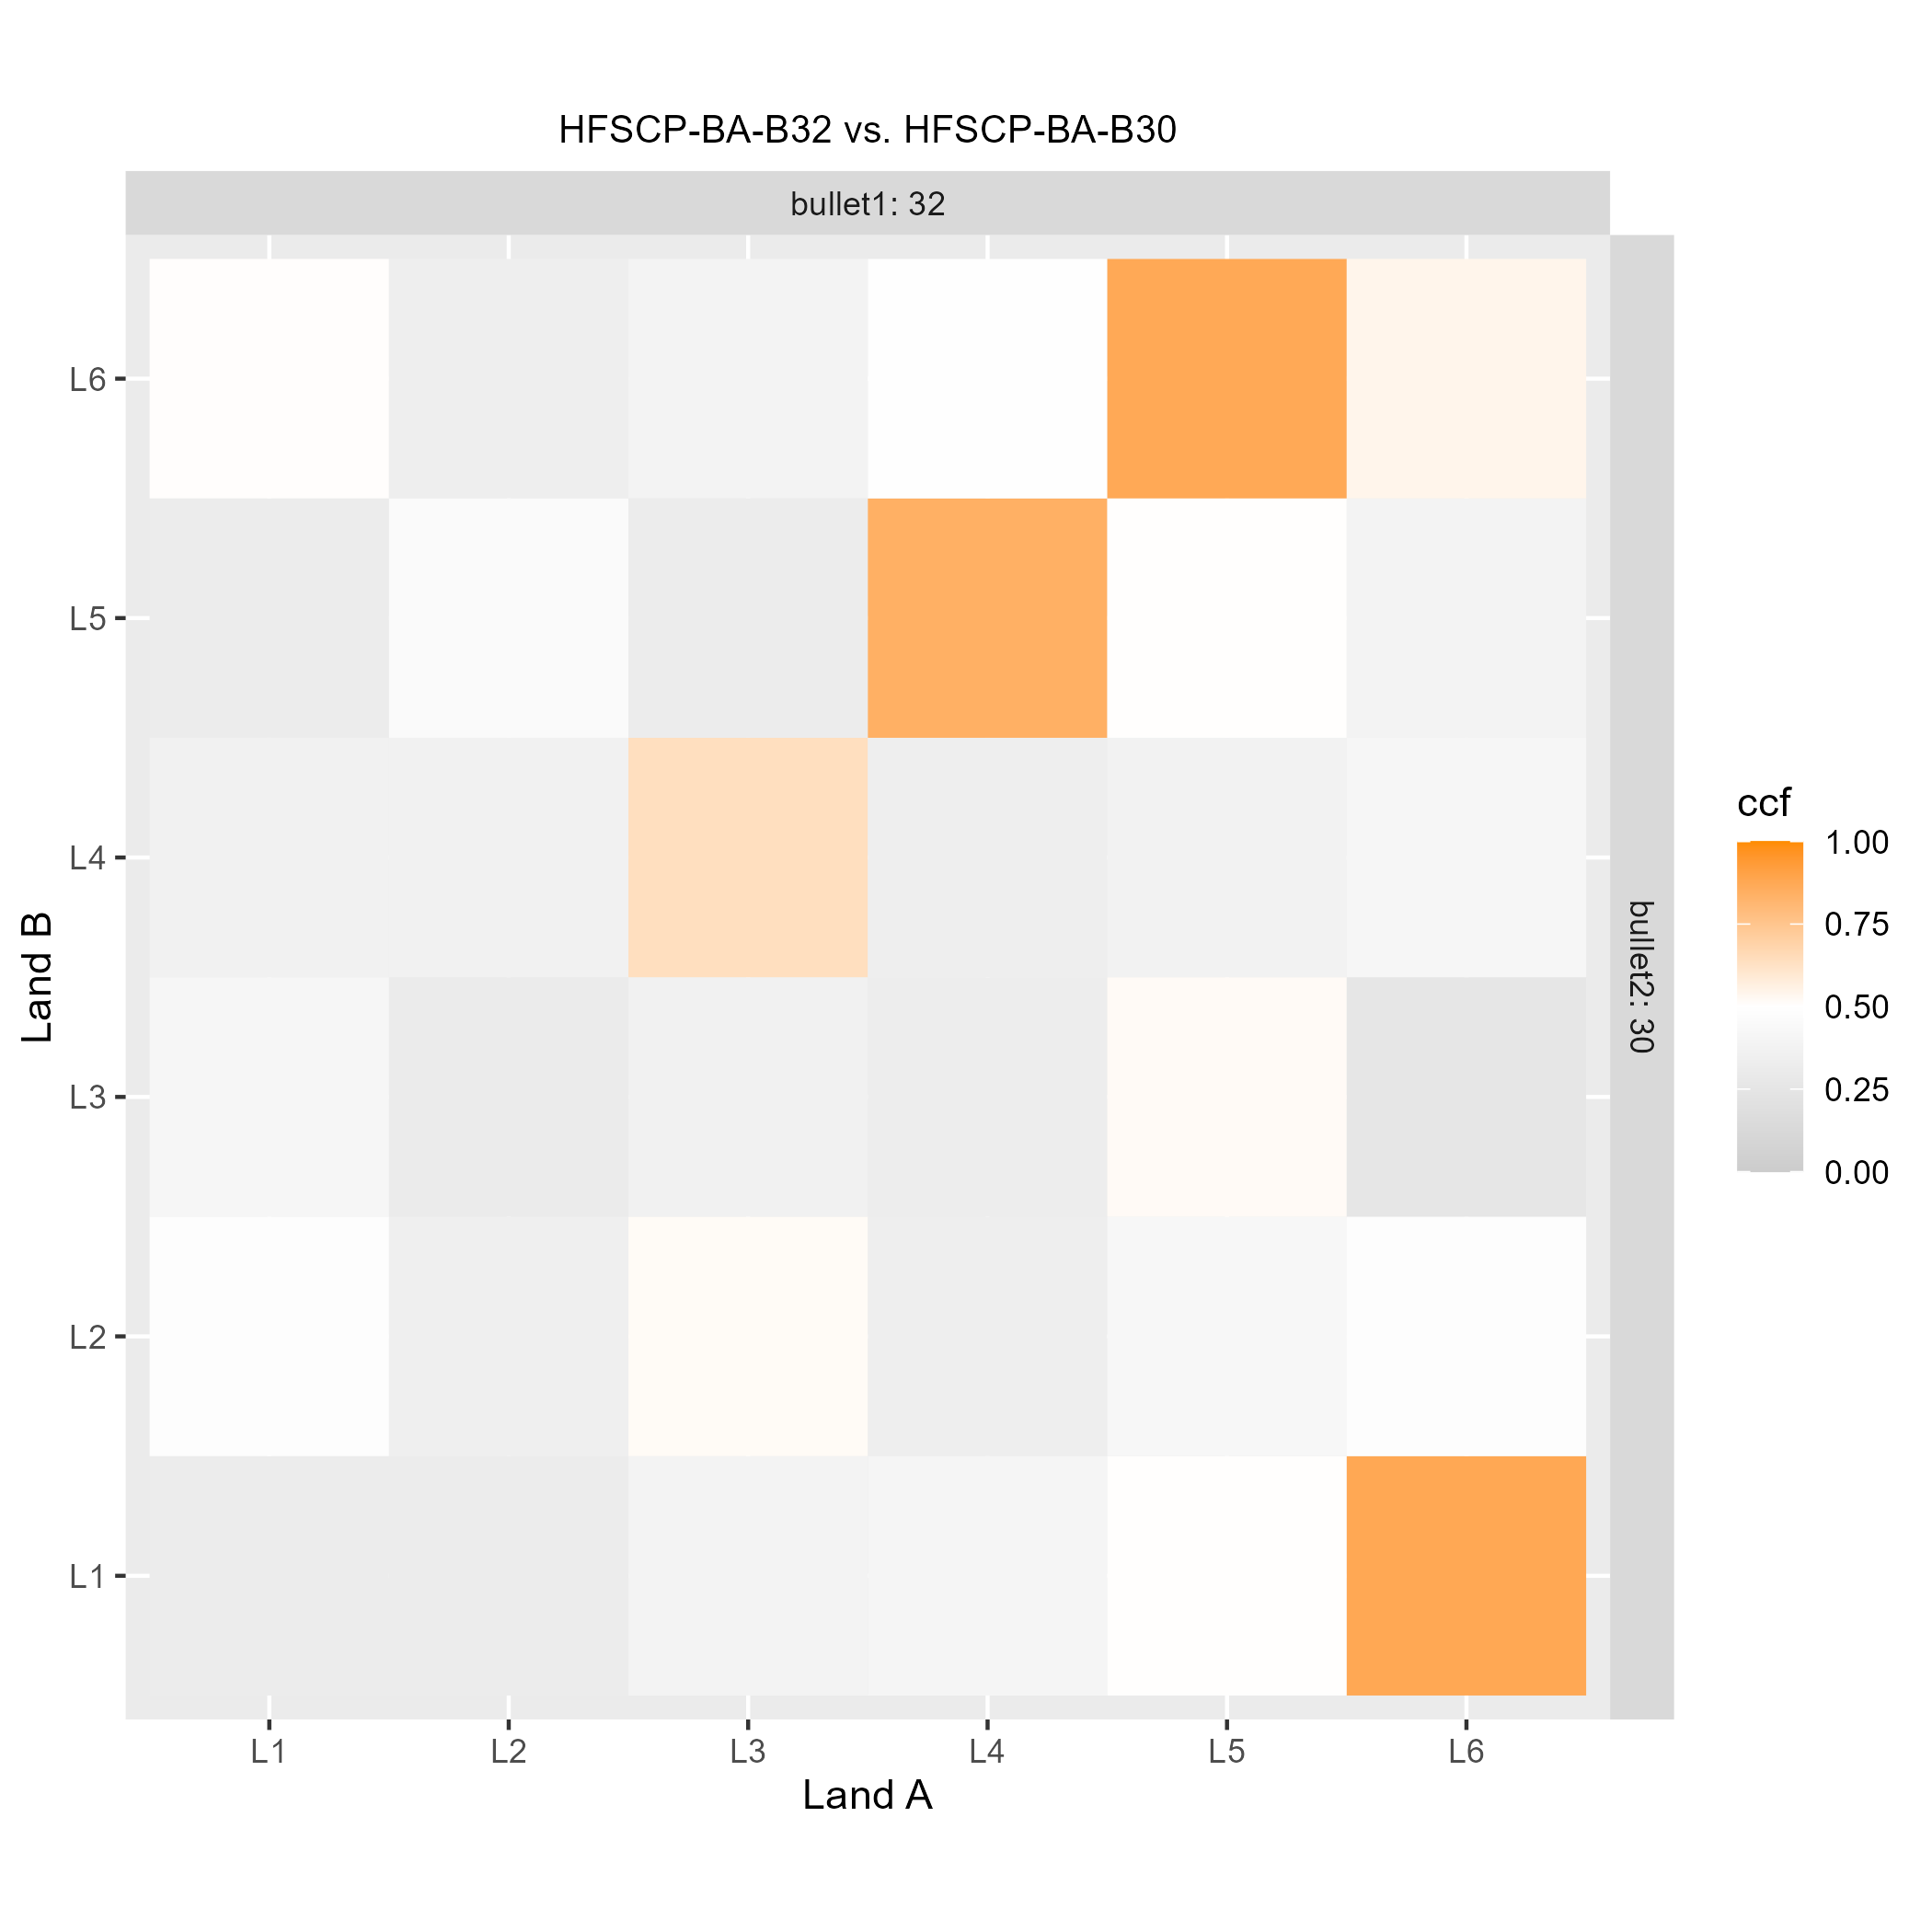 HFSCP-BA-B32 vs. HFSCP-BA-B30
bullet1: 32
L6
L5
L4
L3
L2
L1
Land B
bullet2: 30
L1 L2 L3 L4 L5 L6
Land A
ccf
1.00
0.75
0.50
0.25
0.00